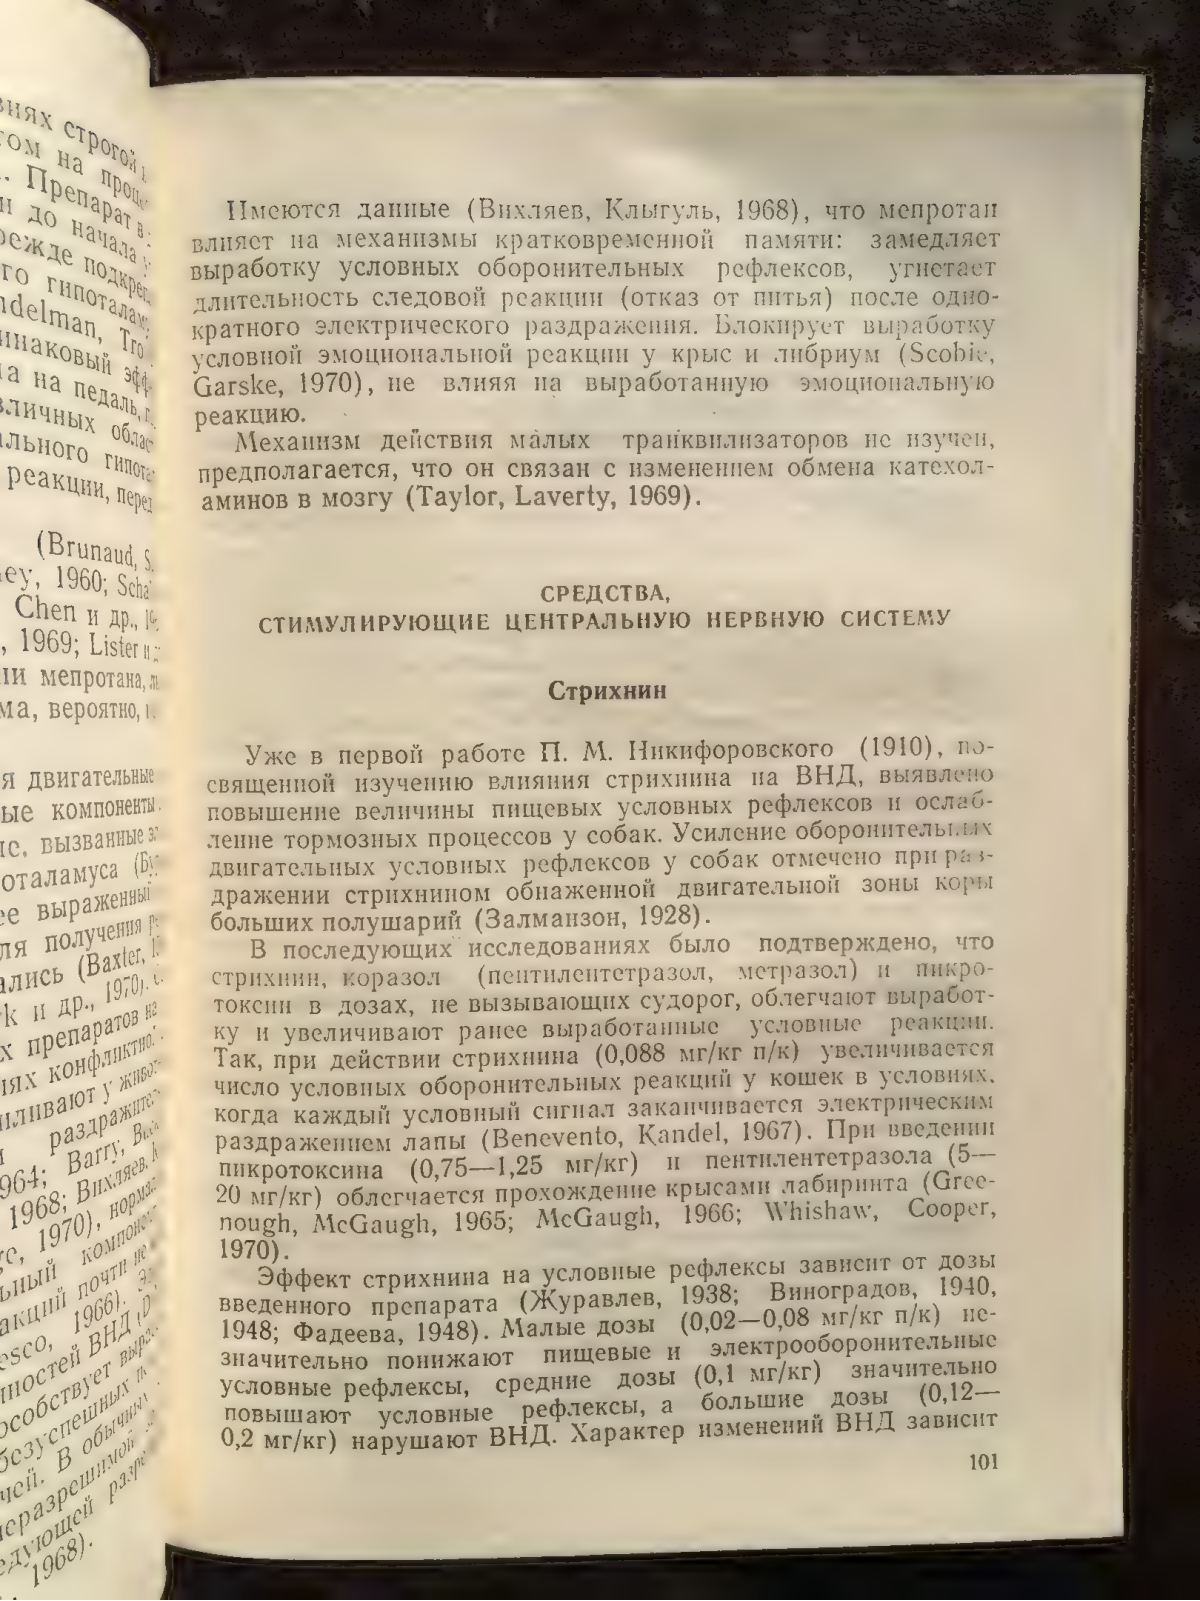 Имеются данные (Вихляев, Клыгуль, 1968), что мепротан
влияет на механизмы кратковременной памяти: замедляет
выработку условных оборонительных рефлексов, угнетает
длительность следовой реакции (отказ от питья) после одно-
кратного электрического раздражения. Блокирует выработку
условной эмоциональной реакции у крыс и либриум (Scobie,
Garske, 1970), не влияя на выработанную эмоциональную
реакцию.
Механизм действия малых транквилизаторов не изучен,
предполагается, что он связан с изменением обмена катехол-
аминов в мозгу (Taylor, Laverty, 1969).
СРЕДСТВА,
СТИМУЛИРУЮЩИЕ ЦЕНТРАЛЬНУЮ НЕРВНУЮ СИСТЕМУ
Стрихнин
Уже в первой работе П. М. Никифоровского (1910), по-
священной изучению влияния стрихнина на ВНД, выявлено
повышение величины пищевых условных рефлексов и ослаб-
ление тормозных процессов у собак. Усиление оборонительных
двигательных условных рефлексов у собак отмечено при раз-
дражении стрихнином обнаженной двигательной зоны коры
больших полушарий (Залманзон, 1928).
В последующих исследованиях было подтверждено, что
стрихнин, коразол (пентилентетразол, метразол) и пикро-
токсин в дозах, не вызывающих судорог, облегчают выработ-
ку и увеличивают ранее выработанные условные реакции.
Так, при действии стрихнина (0,088 мг/кг п/к) увеличивается
число условных оборонительных реакций у кошек в условиях,
когда каждый условный сигнал заканчивается электрическим
раздражением лапы (Benevento, Kandel, 1967). При введении
пикротоксина (0,75—1,25 мг/кг) и пентилентетразола (5—
20 мг/кг) облегчается прохождение крысами лабиринта (Gree-
nough, McGaugh, 1965; McGaugh, 1966; Whishaw, Cooper,
1970).
Эффект стрихнина на условные рефлексы зависит от дозы
введенного препарата (Журавлев, 1938; Виноградов, 1940,
1948; Фадеева, 1948). Малые дозы (0,02—0,08 мг/кг п/к) не-
значительно понижают пищевые и электрооборонительные
условные рефлексы, средние дозы (0,1 мг/кг) значительно
повышают условные рефлексы, а большие дозы (0,12—
0,2 мг/кг) нарушают ВНД. Характер изменений ВНД зависит
101